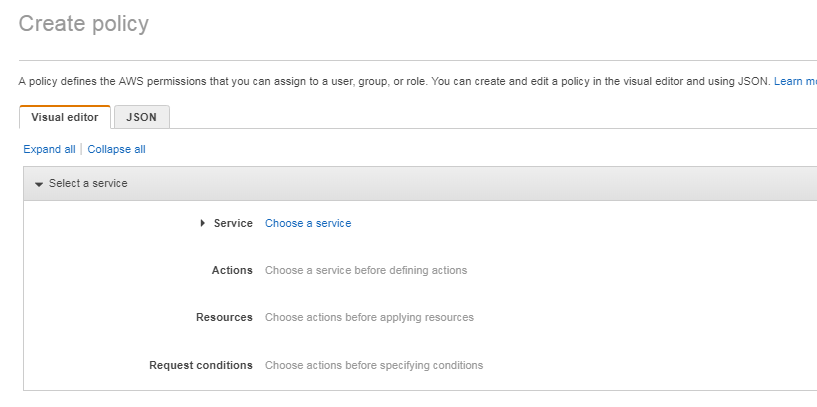 Create policy
A policy defines the AWS permissions that you can assign to a user, group, or role. You can create and edit a policy in the visual editor and using JSON. Learn
Visual editor JSON
Expand all | Collapse all
Select a service
Service Choose a service
Actions Choose a service before defining actions
Resources Choose actions before applying resources
Request conditions Choose actions before specifying conditions